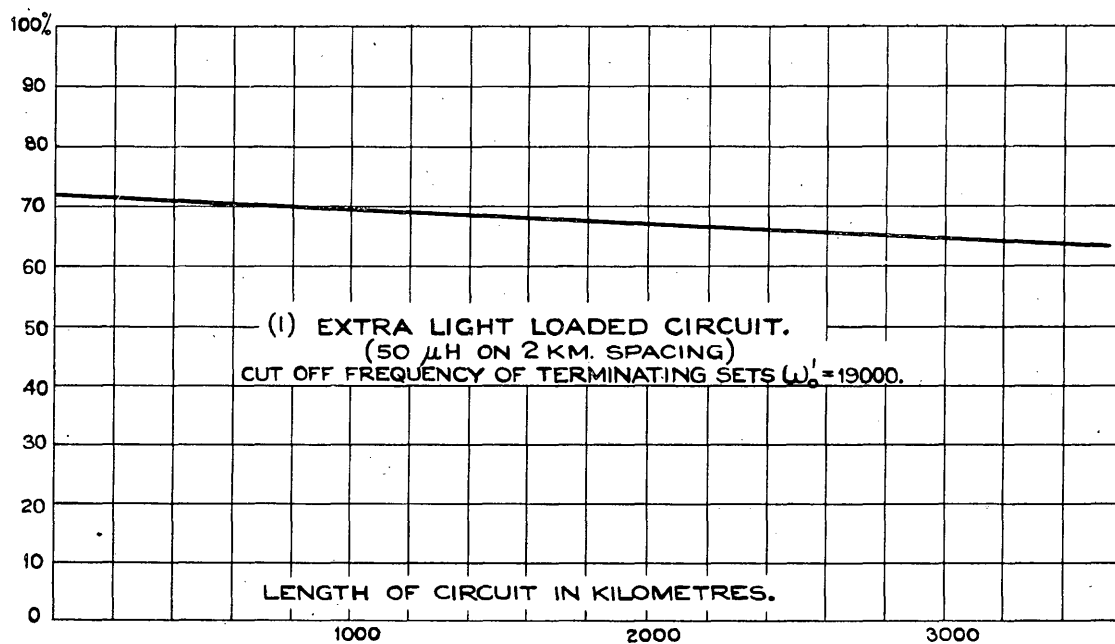 100%
90
80
70
60
50
40
30
20
10
0
(1) EXTRA LIGHT LOADED CIRCUIT.
(50 µH ON 2 KM. SPACING)
CUT OFF FREQUENCY OF TERMINATING SETS ω₀' = 19000.
LENGTH OF CIRCUIT IN KILOMETRES.
1000 2000 3000